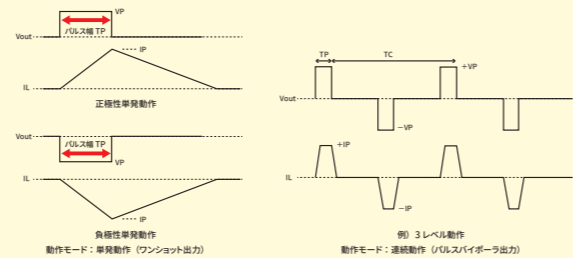 VP
パルス幅 TP
Vout
IP
IL
正極性単発動作
Vout
パルス幅 TP
VP
IL
IP
負極性単発動作
動作モード：単発動作（ワンショット出力）
TP
TC
+VP
Vout
−VP
+IP
IL
−IP
例）3 レベル動作
動作モード：連続動作（パルスバイポーラ出力）